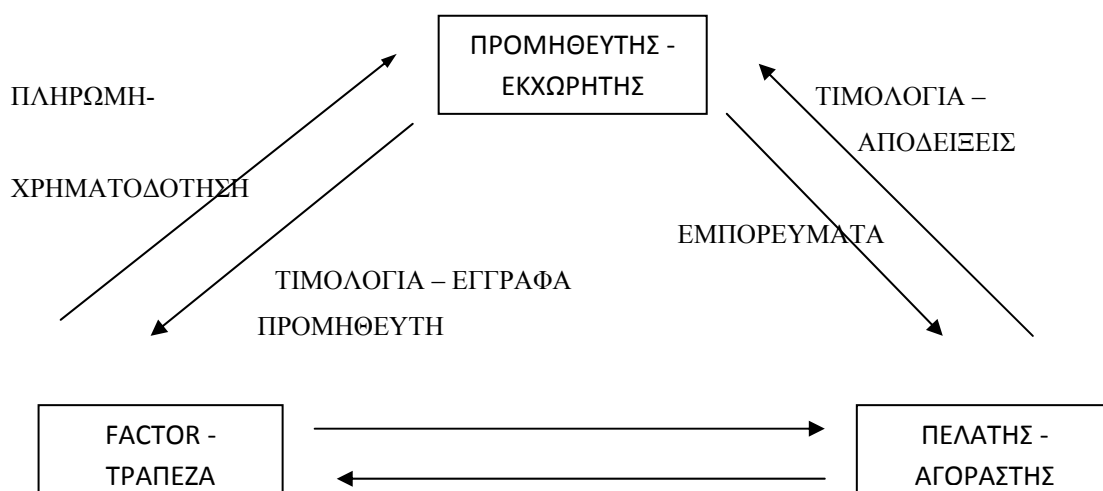 ΠΡΟΜΗΘΕΥΤΗΣ -
ΕΚΧΩΡΗΤΗΣ
ΠΛΗΡΩΜΗ-
ΧΡΗΜΑΤΟΔΟΤΗΣΗ
ΤΙΜΟΛΟΓΙΑ –
ΑΠΟΔΕΙΞΕΙΣ
ΕΜΠΟΡΕΥΜΑΤΑ
ΤΙΜΟΛΟΓΙΑ – ΕΓΓΡΑΦΑ
ΠΡΟΜΗΘΕΥΤΗ
FACTOR -
ΤΡΑΠΕΖΑ
ΠΕΛΑΤΗΣ -
ΑΓΟΡΑΣΤΗΣ